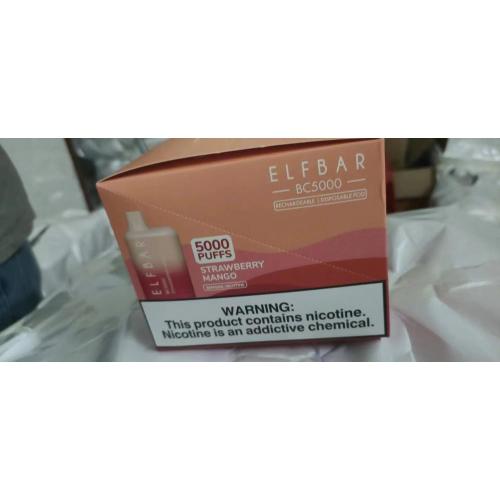 ELFBAR
BC5000
RECHARGEABLE | DISPOSABLE POD
ELFBAR
5000
PUFFS
STRAWBERRY
MANGO
WARNING:
This product contains nicotine.
Nicotine is an addictive chemical.